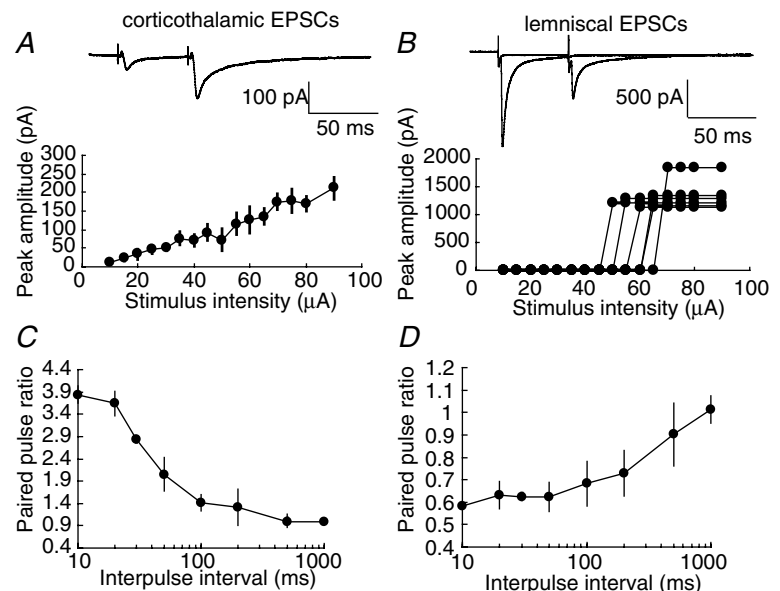 corticothalamic EPSCs
lemniscal EPSCs
A
B
100 pA
50 ms
500 pA
50 ms
Peak amplitude (pA)
300
250
200
150
100
50
0
0 20 40 60 80 100
Stimulus intensity (μA)
Peak amplitude (pA)
2000
1500
1000
500
0
0 20 40 60 80 100
Stimulus intensity (μA)
C
D
Paired pulse ratio
4.4
3.9
3.4
2.9
2.4
1.9
1.4
0.9
0.4
10 100 1000
Interpulse interval (ms)
Paired pulse ratio
1.2
1.1
1
0.9
0.8
0.7
0.6
0.5
0.4
10 100 1000
Interpulse interval (ms)